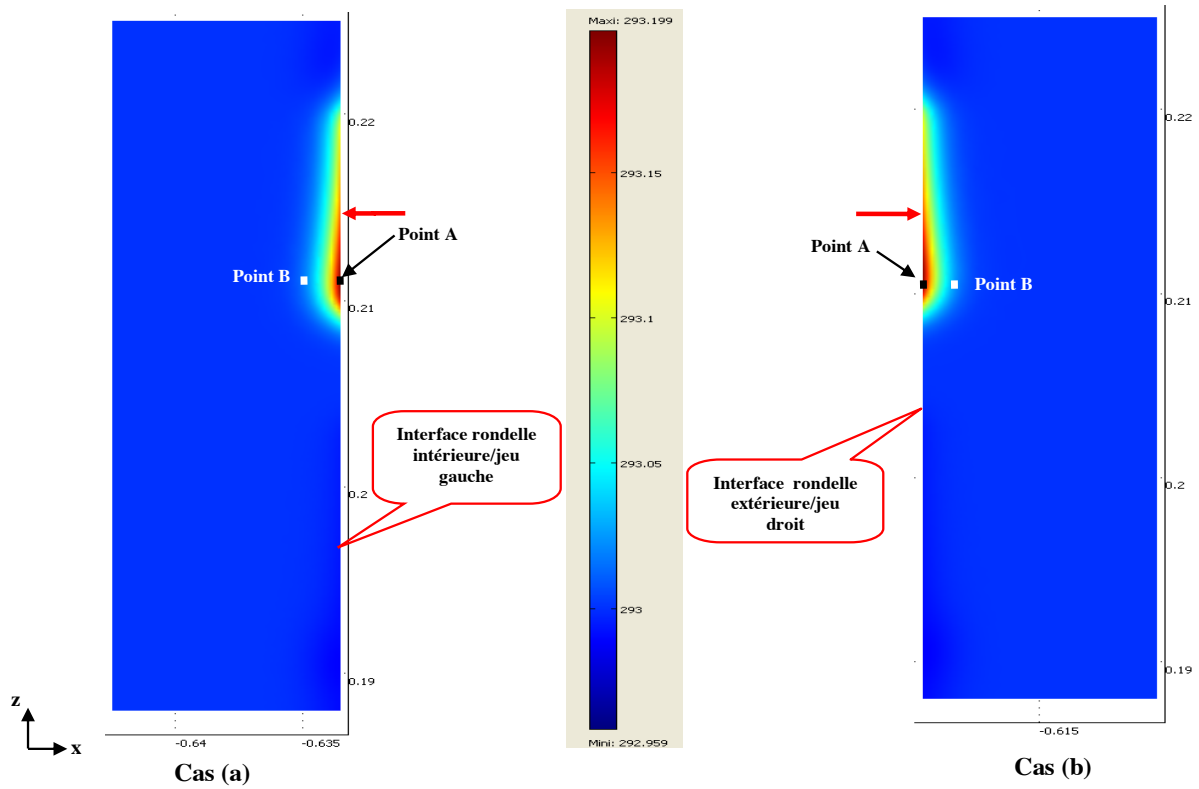 Maxi: 293.199
293.15
293.1
293.05
293
Mini: 292.959
0.22
0.21
0.2
0.19
-0.64
-0.635
Point A
Point B
Interface rondelle
intérieure/jeu
gauche
z
x
Cas (a)
0.22
0.21
0.2
0.19
-0.615
Point A
Point B
Interface rondelle
extérieure/jeu
droit
Cas (b)